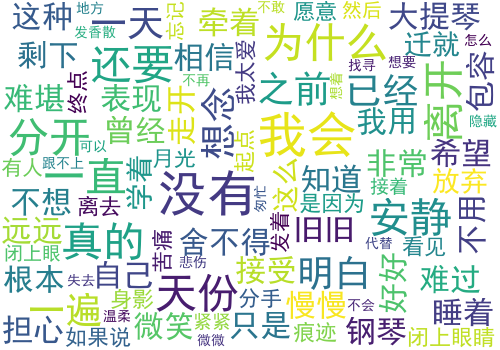 这种
地方
一天
忘记
牵着
愿意
不敢
然后
大提琴
发香散
为什么
剩下
还要
相信
我太爱
找寻
想要
迁就
怎么
难堪
终点
表现
想念
之前
想着
已经
离开
包容
分开
曾经
走开
起点
不再
我会
我用
隐藏
希望
有人
跟不上
可以
月光
一直
学着
没有
匆忙
这么
知道
非常
接着
放弃
不想
离去
是因为
安静
不用
远远
真的
苦痛
舍不得
发着
旧旧
代替
看见
闭上眼
悲伤
根本
失去
自己
天份
接受
明白
好好
难过
一遍
身影
温柔
分手
慢慢
不会
睡着
担心
如果说
微笑
紧紧
微微
只是
痕迹
钢琴
闭上眼睛